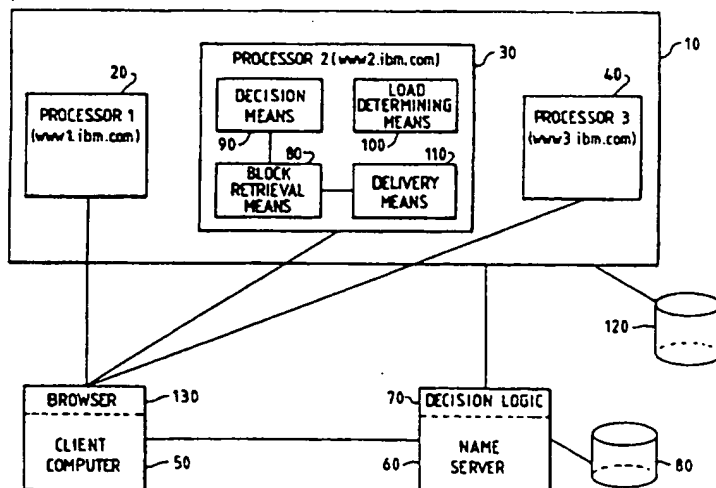 10
PROCESSOR 2 (www2.ibm.com)
30
20
PROCESSOR 1
(www1.ibm.com)
DECISION
MEANS
90
LOAD
DETERMINING
MEANS
100
40
PROCESSOR 3
(www3 ibm.com)
80
BLOCK
RETRIEVAL
MEANS
110
DELIVERY
MEANS
120
BROWSER
130
CLIENT
COMPUTER
50
70
DECISION LOGIC
60
NAME
SERVER
80